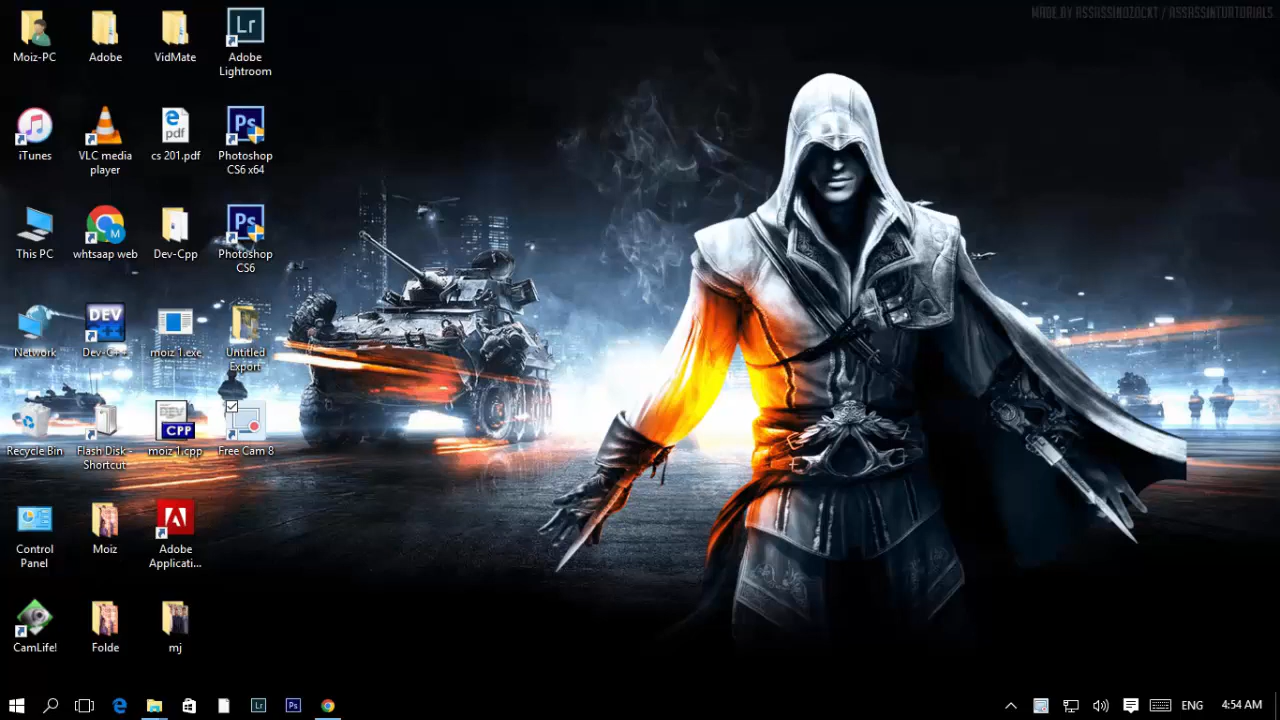 MADE BY ASSASSINOZOCKT / ASSASSINTUTORIALS
Moiz-PC
Adobe
VidMate
Lr
Adobe
Lightroom
iTunes
VLC media
player
pdf
cs 201.pdf
Ps
Photoshop
CS6 x64
This PC
M
whtsaap web
Dev-Cpp
Ps
Photoshop
CS6
Network
DEV
Dev-C++
moiz 1.exe
Untitled
Export
Recycle Bin
Flash Disk -
Shortcut
DEV
CPP
moiz 1.cpp
Free Cam 8
Control
Panel
Moiz
Adobe
Applicati...
CamLife!
Folde
mj
Lr
Ps
ENG
4:54 AM